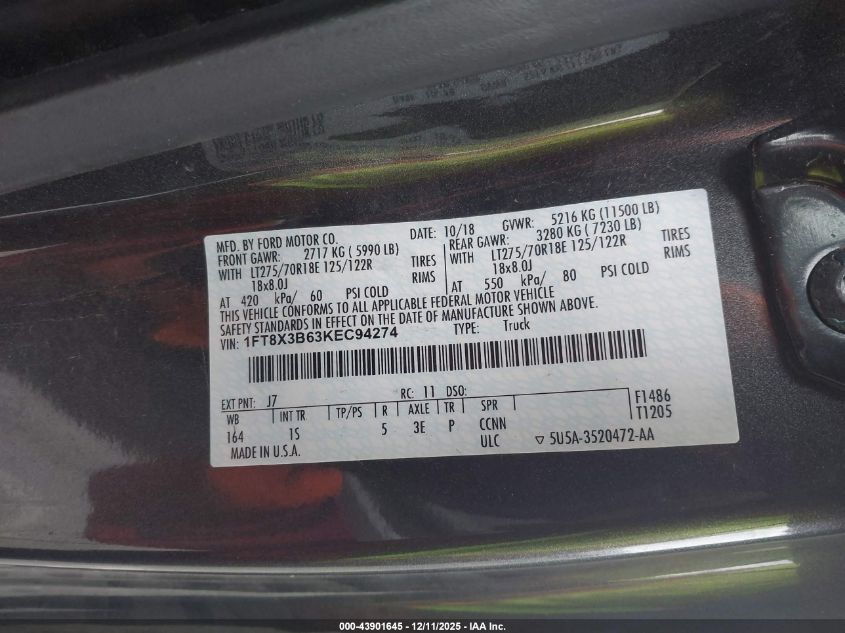 MFD. BY FORD MOTOR CO. DATE: 10/18 GVWR: 5216 KG (11500 LB)
FRONT GAWR: 2717 KG ( 5990 LB) REAR GAWR: 3280 KG ( 7230 LB)
WITH LT275/70R18E 125/122R TIRES WITH LT275/70R18E 125/122R TIRES
18x8.0J RIMS 18x8.0J RIMS
AT 420 kPa/ 60 PSI COLD AT 550 kPa/ 80 PSI COLD
THIS VEHICLE CONFORMS TO ALL APPLICABLE FEDERAL MOTOR VEHICLE
SAFETY STANDARDS IN EFFECT ON THE DATE OF MANUFACTURE SHOWN ABOVE.
VIN: 1FT8X3B63KEC94274 TYPE: Truck
EXT PNT: J7 RC: 11 DSO: F1486
WB INT TR TP/PS R AXLE TR SPR T1205
164 1S 5 3E P CCNN
MADE IN U.S.A. ULC ▽ 5U5A-3520472-AA
000-43901645 - 12/11/2025 - IAA Inc.